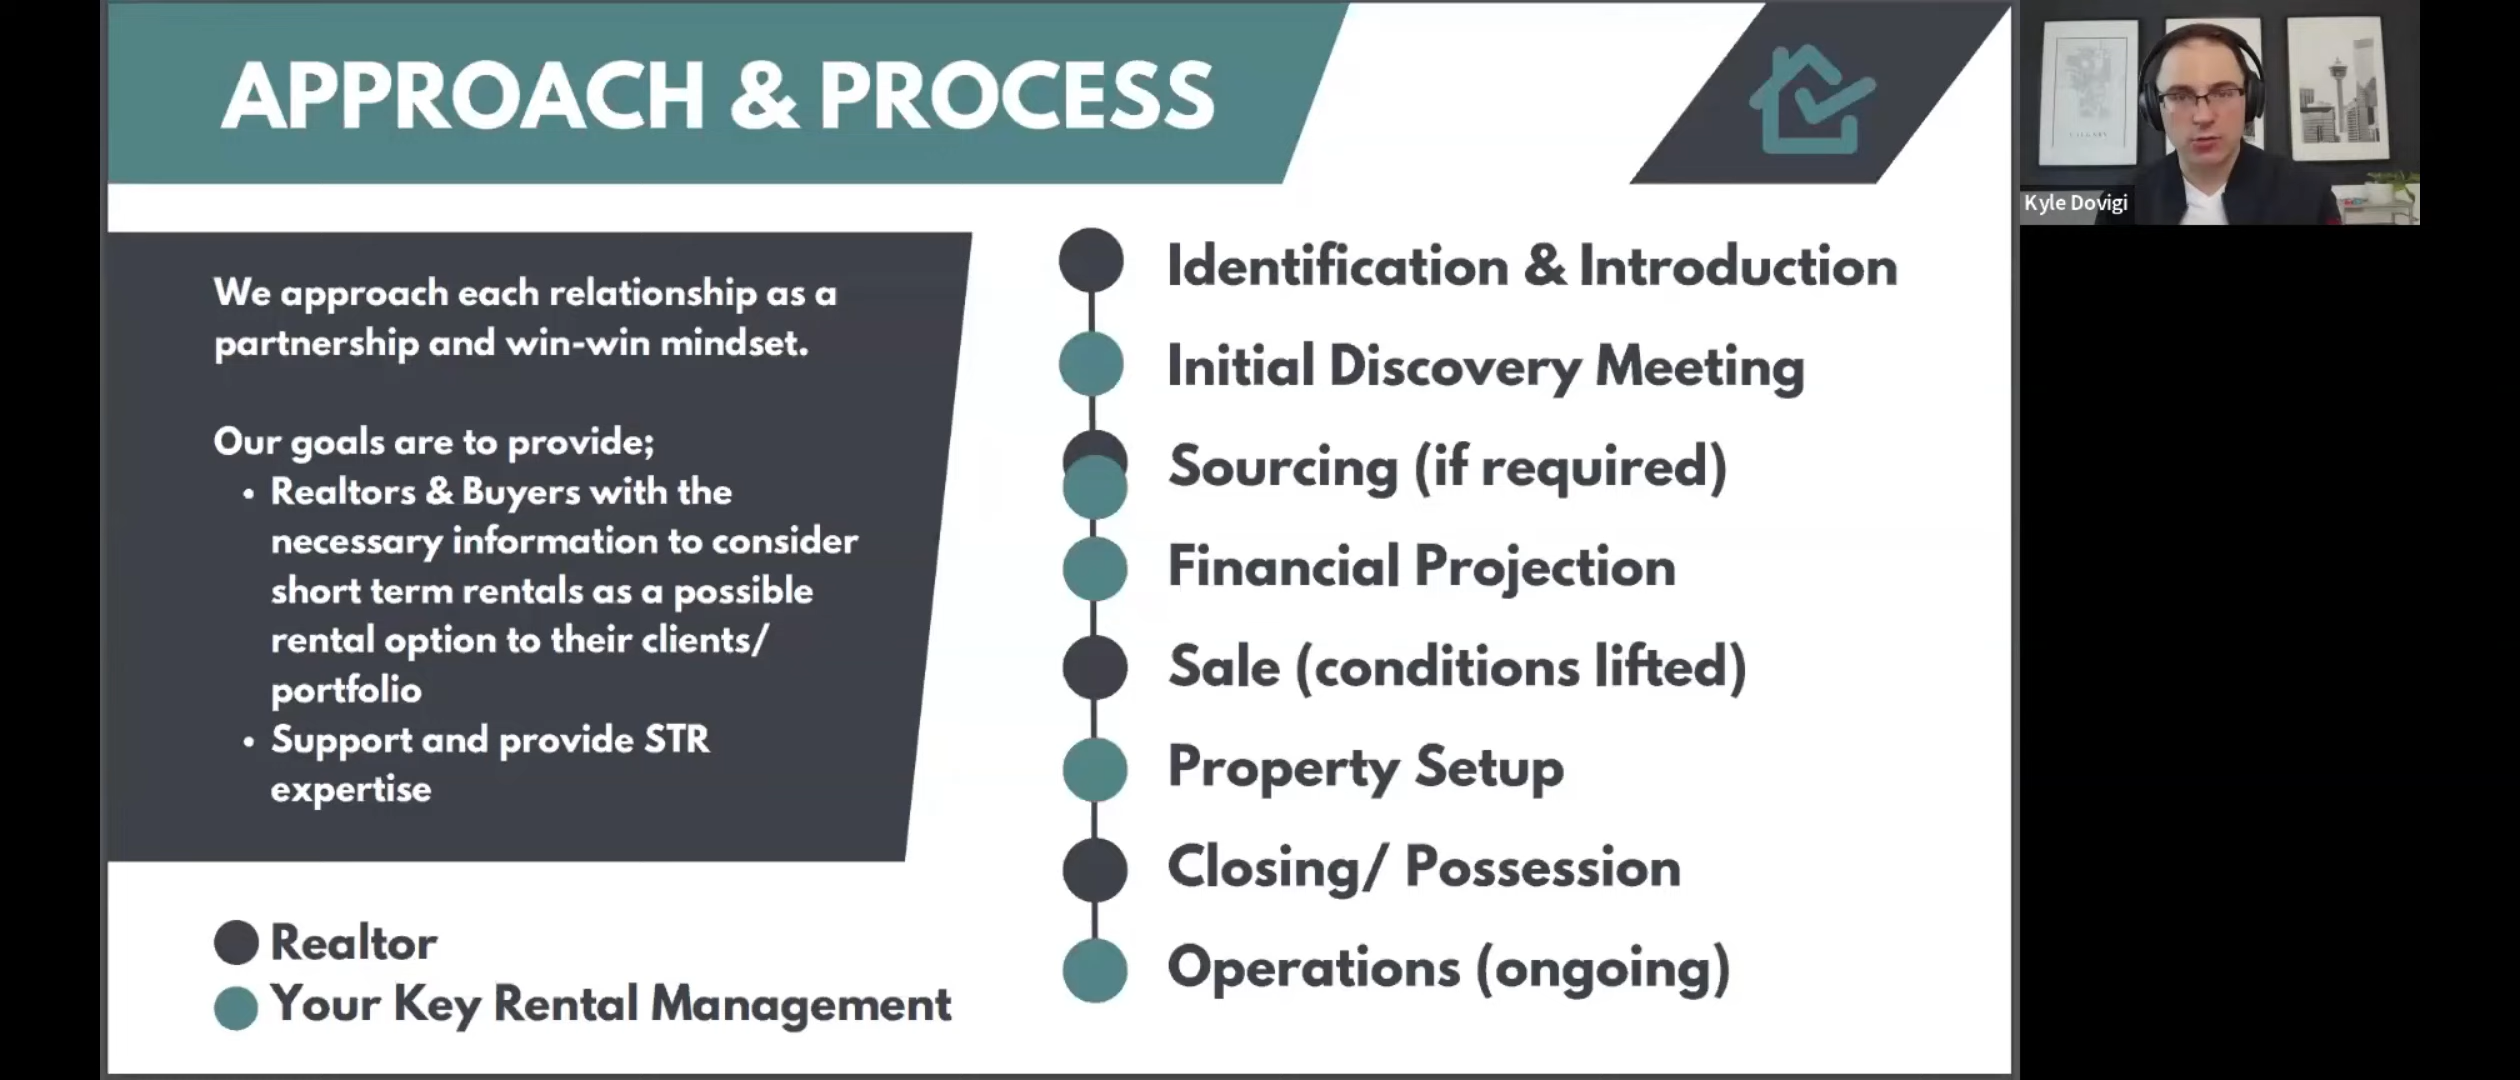 APPROACH & PROCESS
We approach each relationship as a
partnership and win-win mindset.
Our goals are to provide;
• Realtors & Buyers with the
necessary information to consider
short term rentals as a possible
rental option to their clients/
portfolio
• Support and provide STR
expertise
Realtor
Your Key Rental Management
Identification & Introduction
Initial Discovery Meeting
Sourcing (if required)
Financial Projection
Sale (conditions lifted)
Property Setup
Closing/ Possession
Operations (ongoing)
CALGARY
Kyle Dovigi